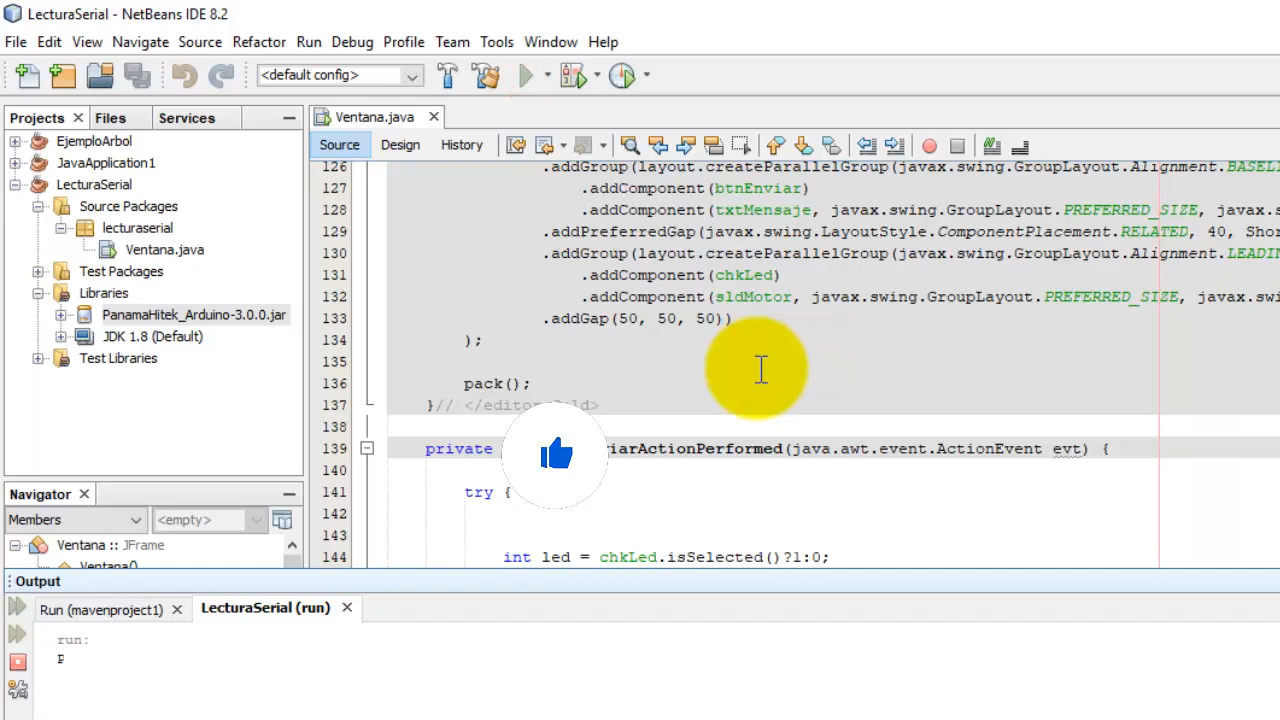 LecturaSerial - NetBeans IDE 8.2
File Edit View Navigate Source Refactor Run Debug Profile Team Tools Window Help
<default config>
Projects Files Services
EjemploArbol
JavaApplication1
LecturaSerial
Source Packages
lecturaserial
Ventana.java
Test Packages
Libraries
PanamaHitek_Arduino-3.0.0.jar
JDK 1.8 (Default)
Test Libraries
Navigator
Members <empty>
Ventana :: JFrame
Ventana()
Ventana.java
Source Design History
126 .addGroup(layout.createParallelGroup(javax.swing.GroupLayout.Alignment.BASELI
127 .addComponent(btnEnviar)
128 .addComponent(txtMensaje, javax.swing.GroupLayout.PREFERRED_SIZE, javax.s
129 .addPreferredGap(javax.swing.LayoutStyle.ComponentPlacement.RELATED, 40, Shor
130 .addGroup(layout.createParallelGroup(javax.swing.GroupLayout.Alignment.LEADIN
131 .addComponent(chkLed)
132 .addComponent(sldMotor, javax.swing.GroupLayout.PREFERRED_SIZE, javax.sw
133 .addGap(50, 50, 50))
134 );
135
136 pack();
137 }// </editor-fold>
138
139 private iarActionPerformed(java.awt.event.ActionEvent evt) {
140
141 try {
142
143
144 int led = chkLed.isSelected()?1:0;
Output
Run (mavenproject1) LecturaSerial (run)
run:
P